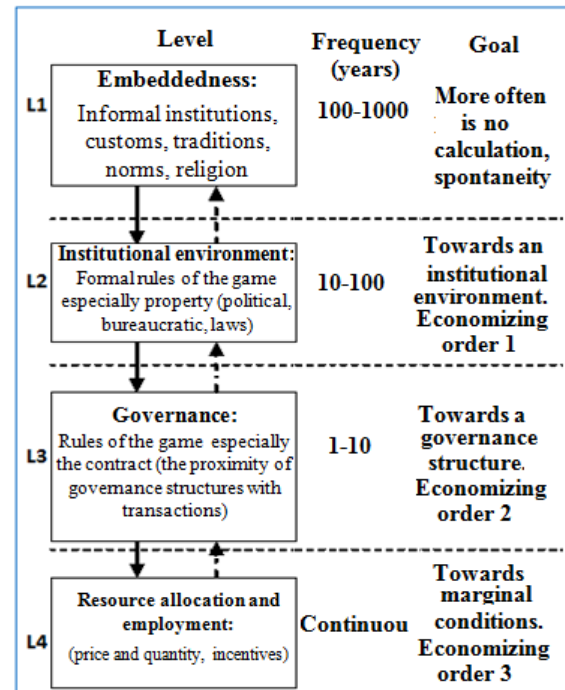 Level
Frequency
(years)
Goal
L1
Embeddedness:
Informal institutions,
customs, traditions,
norms, religion
100-1000
More often
is no
calculation,
spontaneity
L2
Institutional environment:
Formal rules of the game
especially property (political,
bureaucratic, laws)
10-100
Towards an
institutional
environment.
Economizing
order 1
L3
Governance:
Rules of the game especially
the contract (the proximity of
governance structures with
transactions)
1-10
Towards a
governance
structure.
Economizing
order 2
L4
Resource allocation and
employment:
(price and quantity, incentives)
Continuou
Towards
marginal
conditions.
Economizing
order 3